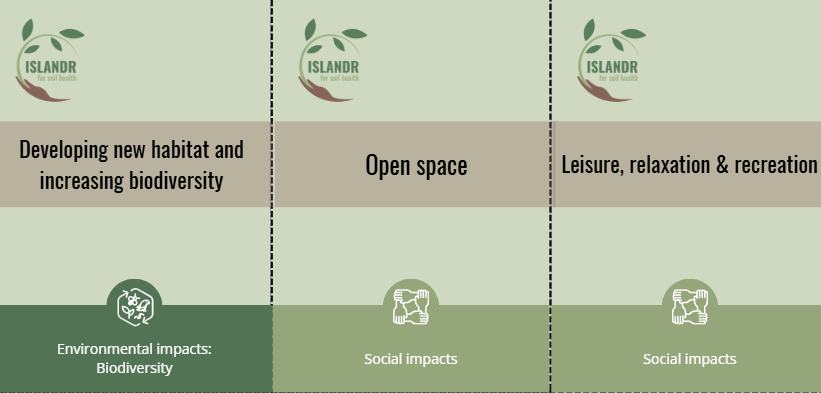 ISLANDR
for soil health
Developing new habitat and
increasing biodiversity
Environmental impacts:
Biodiversity
ISLANDR
for soil health
Open space
Social impacts
ISLANDR
for soil health
Leisure, relaxation & recreation
Social impacts